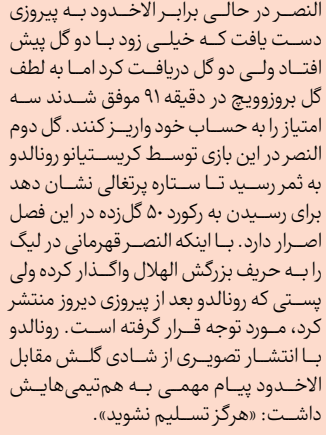 النصر در حالی برابر الاخدود به پیروزی
دست یافت که خیلی زود با دو گل پیش
افتاد ولی دو گل دریافت کرد اما به لطف
گل بروزوویچ در دقیقه ۹۱ موفق شدند سه
امتیاز را به حساب خود واریز کنند. گل دوم
النصر در این بازی توسط کریستیانو رونالدو
به ثمر رسید تا ستاره پرتغالی نشان دهد
برای رسیدن به رکورد ۵۰ گل‌زده در این فصل
اصرار دارد. با اینکه النصر قهرمانی در لیگ
را به حریف بزرگش الهلال واگذار کرده ولی
پستی که رونالدو بعد از پیروزی دیروز منتشر
کرد، مورد توجه قرار گرفته است. رونالدو
با انتشار تصویری از شادی گلش مقابل
الاخدود پیام مهمی به هم‌تیمی‌هایش
داشت: «هرگز تسلیم نشوید».